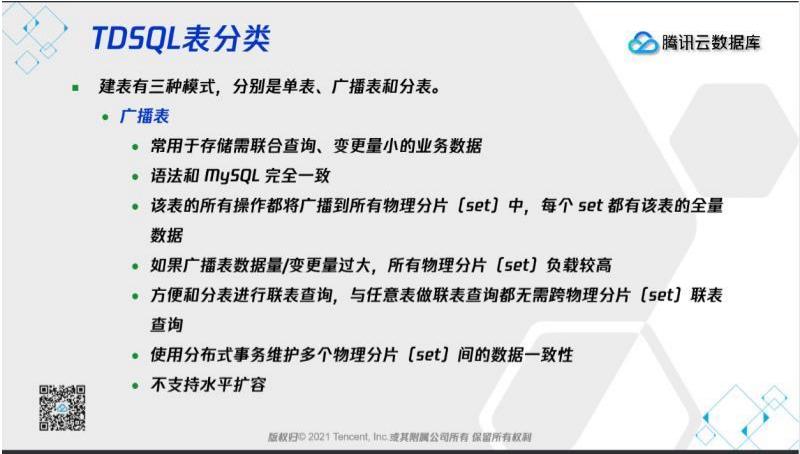 TDSQL表分类
腾讯云数据库
建表有三种模式，分别是单表、广播表和分表。
广播表
常用于存储需联合查询、变更量小的业务数据
语法和 MySQL 完全一致
该表的所有操作都将广播到所有物理分片（set）中，每个 set 都有该表的全量
数据
如果广播表数据量/变更量过大，所有物理分片（set）负载较高
方便和分表进行联表查询，与任意表做联表查询都无需跨物理分片（set）联表
查询
使用分布式事务维护多个物理分片（set）间的数据一致性
不支持水平扩容
版权归© 2021 Tencent, Inc.或其附属公司所有 保留所有权利